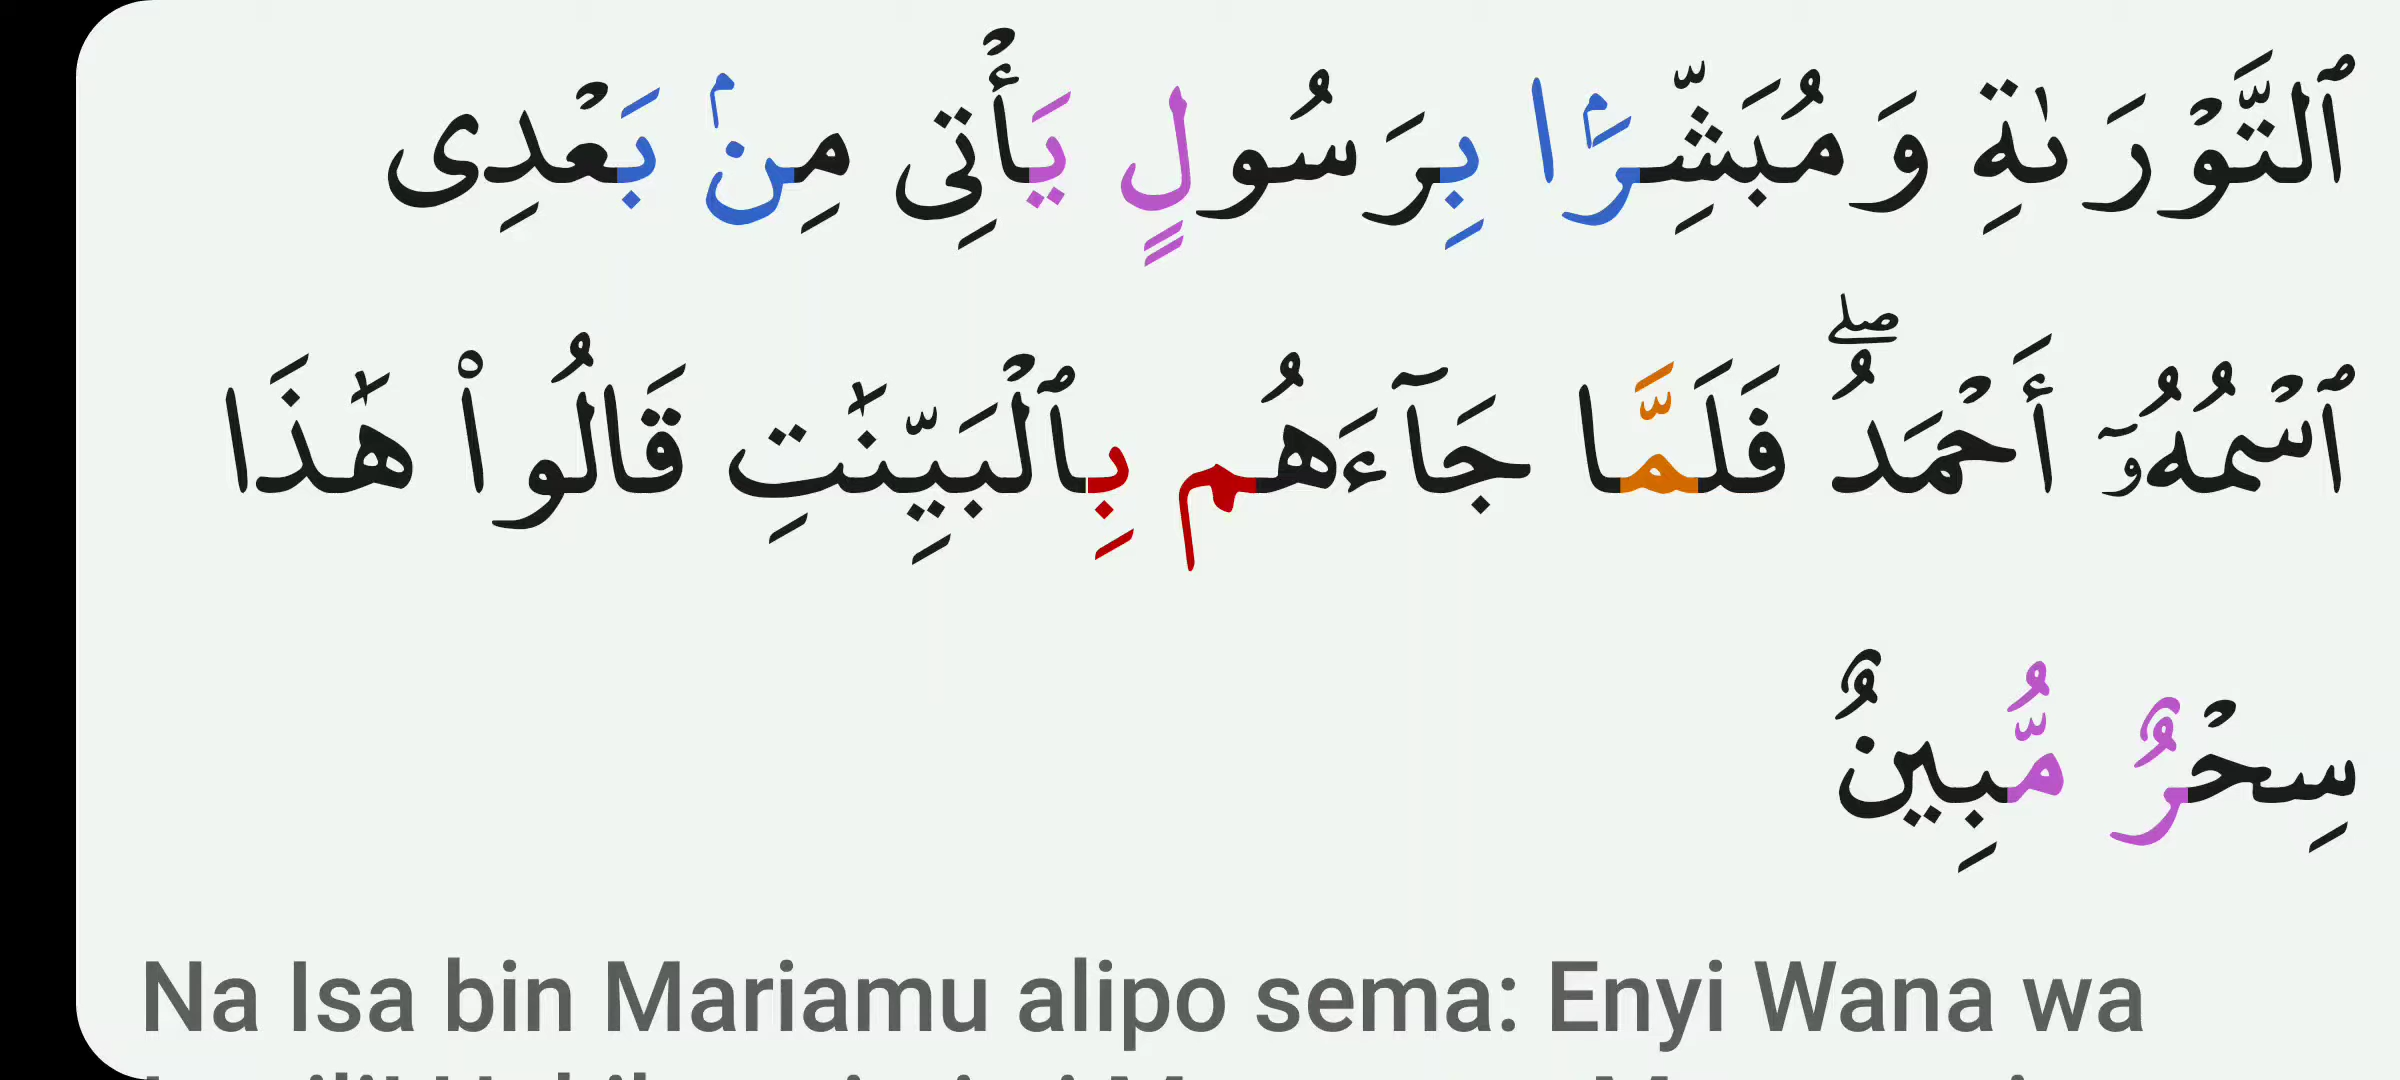 ٱلتَّوْرَىٰةِ وَمُبَشِّرَۢا بِرَسُولٍ يَأْتِى مِنۢ بَعْدِى
ٱسْمُهُۥٓ أَحْمَدُ ۖ فَلَمَّا جَآءَهُم بِٱلْبَيِّنَٰتِ قَالُوا۟ هَٰذَا
سِحْرٌ مُّبِينٌ
Na Isa bin Mariamu alipo sema: Enyi Wana wa